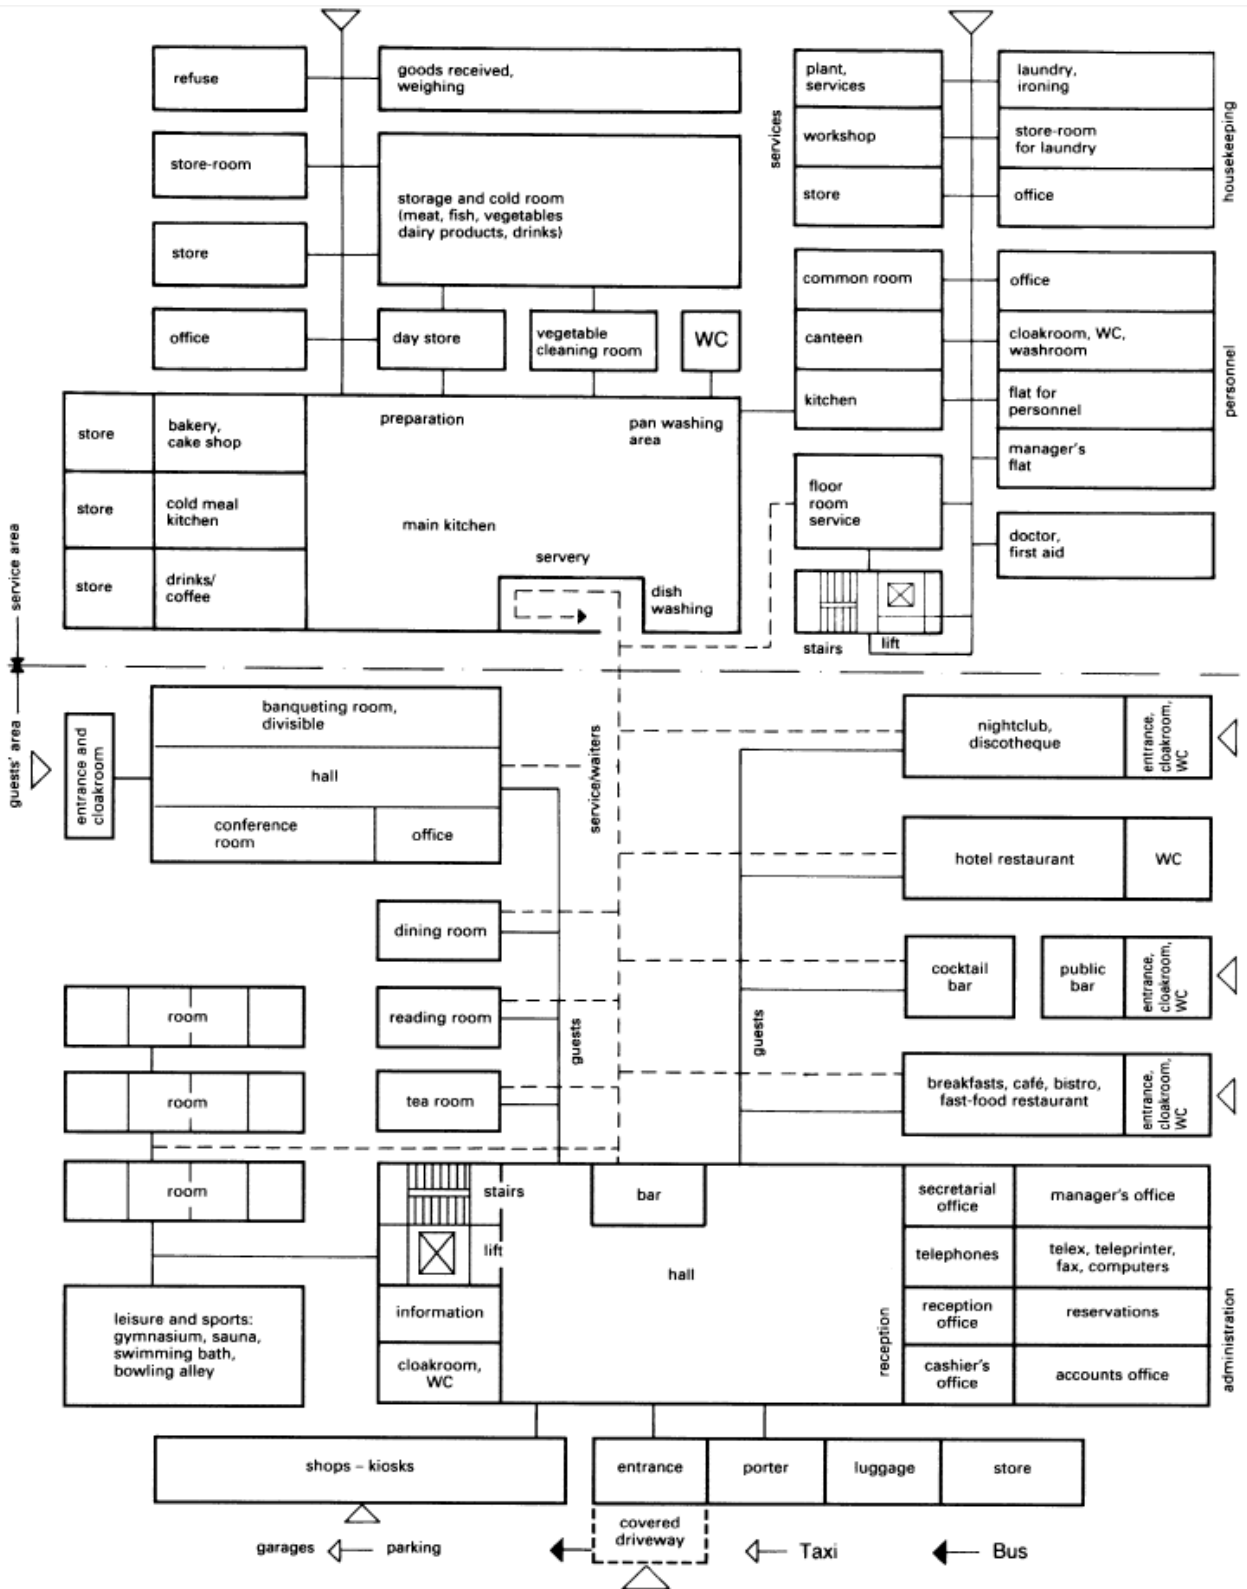 refuse
goods received,
weighing
plant,
services
laundry,
ironing
services
housekeeping
store-room
workshop
store-room
for laundry
storage and cold room
(meat, fish, vegetables
dairy products, drinks)
store
office
store
common room
office
office
day store
vegetable
cleaning room
WC
canteen
cloakroom, WC,
washroom
personnel
kitchen
flat for
personnel
store
bakery,
cake shop
preparation
pan washing
area
manager's
flat
floor
room
service
store
cold meal
kitchen
main kitchen
doctor,
first aid
servery
store
drinks/
coffee
dish
washing
stairs
lift
service area
guests' area
banqueting room,
divisible
entrance and
cloakroom
hall
conference
room
office
service/waiters
nightclub,
discotheque
entrance,
cloakroom,
WC
hotel restaurant
WC
dining room
cocktail
bar
public
bar
entrance,
cloakroom,
WC
room
reading room
guests
guests
room
tea room
breakfasts, café, bistro,
fast-food restaurant
entrance,
cloakroom,
WC
room
stairs
bar
secretarial
office
manager's office
lift
hall
telephones
telex, teleprinter,
fax, computers
leisure and sports:
gymnasium, sauna,
swimming bath,
bowling alley
information
reception
reception
office
reservations
administration
cloakroom,
WC
cashier's
office
accounts office
shops – kiosks
entrance
porter
luggage
store
covered
driveway
garages
parking
Taxi
Bus